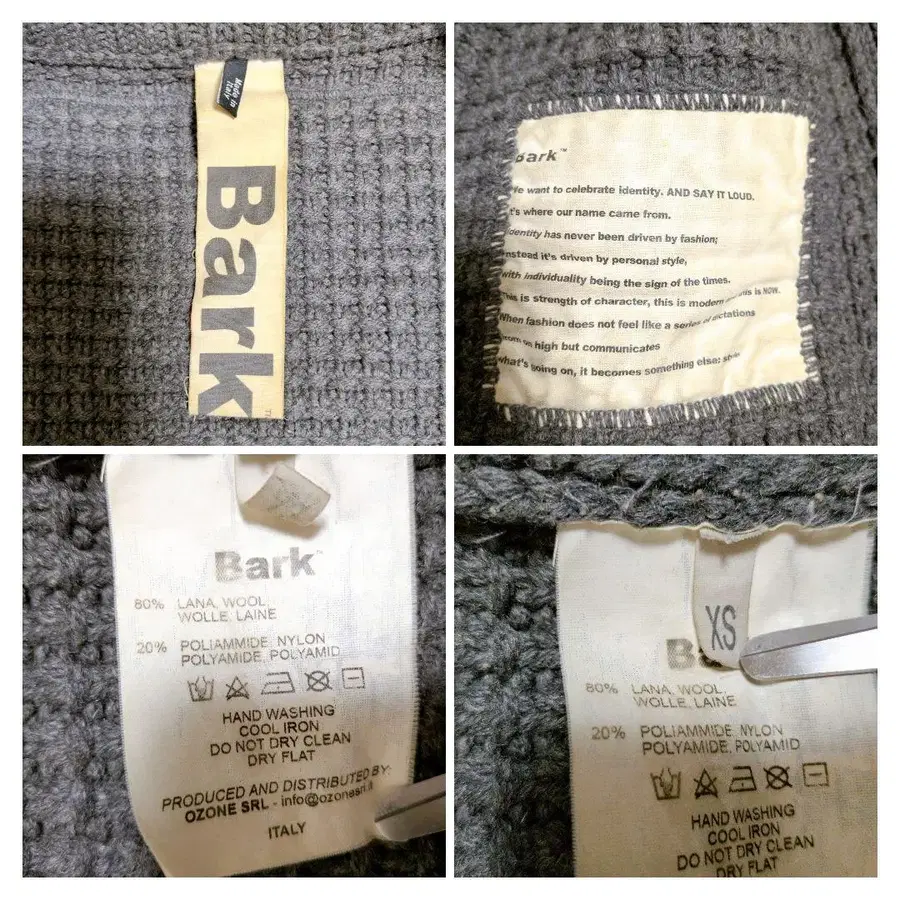 Made in
Italy
Bark
Bark™
We want to celebrate identity. AND SAY IT LOUD.
It's where our name came from.
Identity has never been driven by fashion;
instead it's driven by personal style,
with individuality being the sign of the times.
This is strength of character, this is modern this is NOW.
When fashion does not feel like a series of dictations
from on high but communicates
what's going on, it becomes something else: style
Bark™
80% LANA, WOOL,
WOLLE, LAINE
20% POLIAMMIDE, NYLON
POLYAMIDE, POLYAMID
HAND WASHING
COOL IRON
DO NOT DRY CLEAN
DRY FLAT
PRODUCED AND DISTRIBUTED BY:
OZONE SRL - info@ozonesrl.it
ITALY
XS
80% LANA, WOOL,
WOLLE, LAINE
20% POLIAMMIDE, NYLON
POLYAMIDE, POLYAMID
HAND WASHING
COOL IRON
DO NOT DRY CLEAN
DRY FLAT